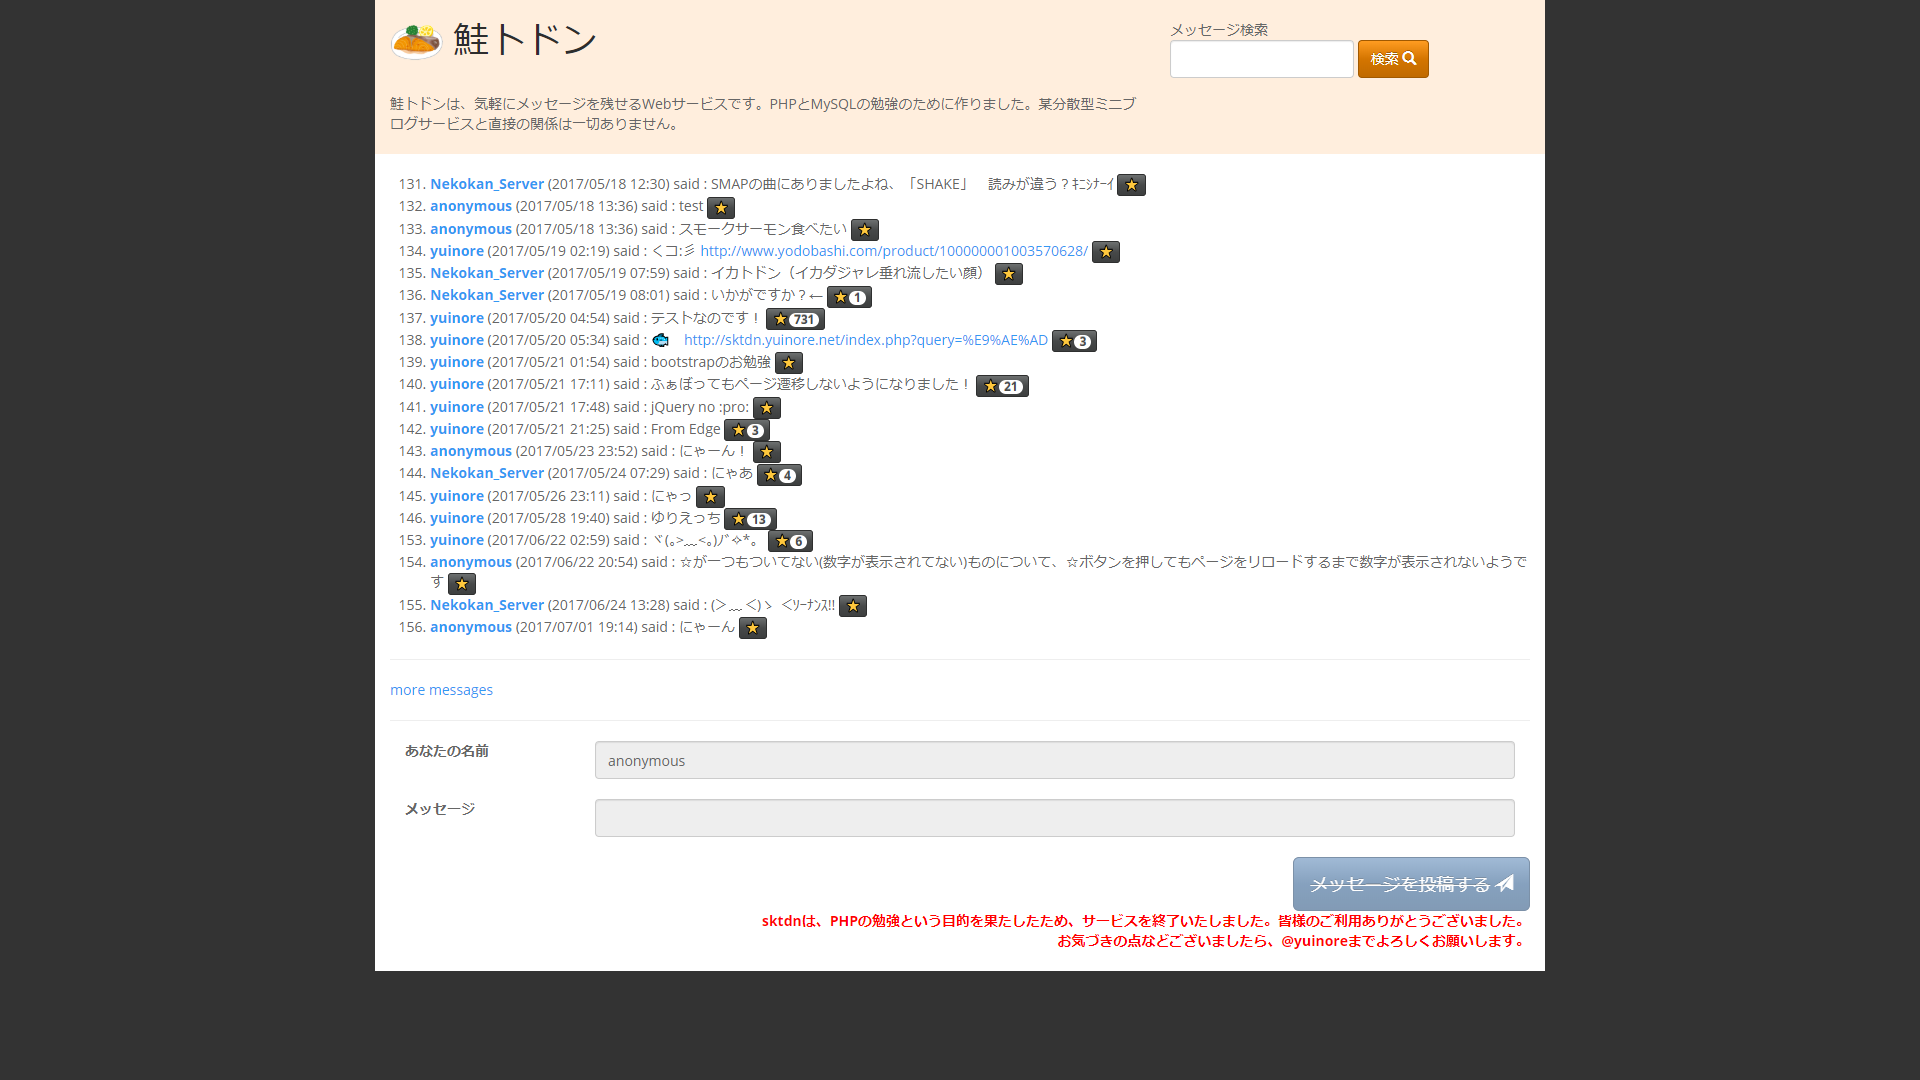 鮭トドン
メッセージ検索
検索
鮭トドンは、気軽にメッセージを残せるWebサービスです。PHPとMySQLの勉強のために作りました。某分散型ミニブ
ログサービスと直接の関係は一切ありません。
131. Nekokan_Server (2017/05/18 12:30) said : SMAPの曲にありましたよね、「SHAKE」　読みが違う？ｷﾆｼﾅｰｲ ★
132. anonymous (2017/05/18 13:36) said : test ★
133. anonymous (2017/05/18 13:36) said : スモークサーモン食べたい ★
134. yuinore (2017/05/19 02:19) said : くコ:彡 http://www.yodobashi.com/product/100000001003570628/ ★
135. Nekokan_Server (2017/05/19 07:59) said : イカトドン（イカダジャレ垂れ流したい顔） ★
136. Nekokan_Server (2017/05/19 08:01) said : いかがですか？← ★ 1
137. yuinore (2017/05/20 04:54) said : テストなのです！ ★ 731
138. yuinore (2017/05/20 05:34) said : 🐟　http://sktdn.yuinore.net/index.php?query=%E9%AE%AD ★ 3
139. yuinore (2017/05/21 01:54) said : bootstrapのお勉強 ★
140. yuinore (2017/05/21 17:11) said : ふぁぼってもページ遷移しないようになりました！ ★ 21
141. yuinore (2017/05/21 17:48) said : jQuery no :pro: ★
142. yuinore (2017/05/21 21:25) said : From Edge ★ 3
143. anonymous (2017/05/23 23:52) said : にゃーん！ ★
144. Nekokan_Server (2017/05/24 07:29) said : にゃあ ★ 4
145. yuinore (2017/05/26 23:11) said : にゃっ ★
146. yuinore (2017/05/28 19:40) said : ゆりえっち ★ 13
153. yuinore (2017/06/22 02:59) said : ヾ(｡>﹏<｡)ﾉﾞ✧*。 ★ 6
154. anonymous (2017/06/22 20:54) said : ☆が一つもついてない(数字が表示されてない)ものについて、☆ボタンを押してもページをリロードするまで数字が表示されないようで
す ★
155. Nekokan_Server (2017/06/24 13:28) said : (＞﹏＜)ゝ ＜ｿｰﾅﾝｽ!! ★
156. anonymous (2017/07/01 19:14) said : にゃーん ★
more messages
あなたの名前
anonymous
メッセージ
メッセージを投稿する
sktdnは、PHPの勉強という目的を果たしたため、サービスを終了いたしました。皆様のご利用ありがとうございました。
お気づきの点などございましたら、@yuinoreまでよろしくお願いします。